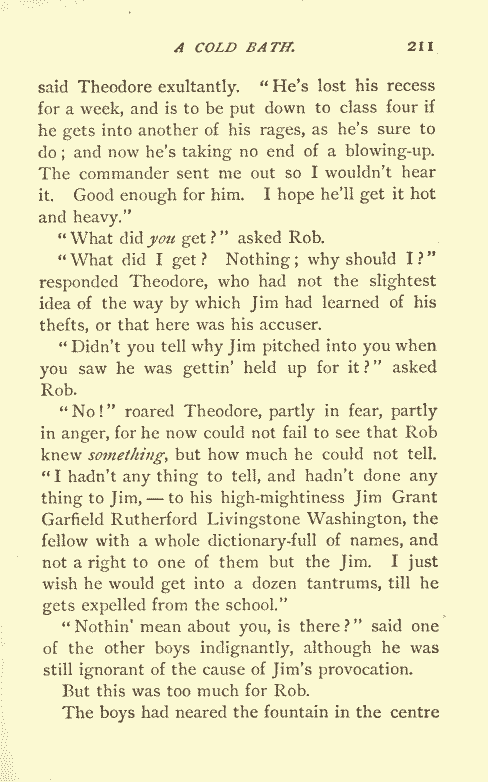 A COLD BATH. 211
said Theodore exultantly. “He’s lost his recess
for a week, and is to be put down to class four if
he gets into another of his rages, as he’s sure to
do; and now he’s taking no end of a blowing-up.
The commander sent me out so I wouldn’t hear
it. Good enough for him. I hope he’ll get it hot
and heavy.”
“What did you get?” asked Rob.
“What did I get? Nothing; why should I?”
responded Theodore, who had not the slightest
idea of the way by which Jim had learned of his
thefts, or that here was his accuser.
“Didn’t you tell why Jim pitched into you when
you saw he was gettin’ held up for it?” asked
Rob.
“No!” roared Theodore, partly in fear, partly
in anger, for he now could not fail to see that Rob
knew something, but how much he could not tell.
“I hadn’t any thing to tell, and hadn’t done any
thing to Jim, — to his high-mightiness Jim Grant
Garfield Rutherford Livingstone Washington, the
fellow with a whole dictionary-full of names, and
not a right to one of them but the Jim. I just
wish he would get into a dozen tantrums, till he
gets expelled from the school.”
“Nothin’ mean about you, is there?” said one
of the other boys indignantly, although he was
still ignorant of the cause of Jim’s provocation.
But this was too much for Rob.
The boys had neared the fountain in the centre